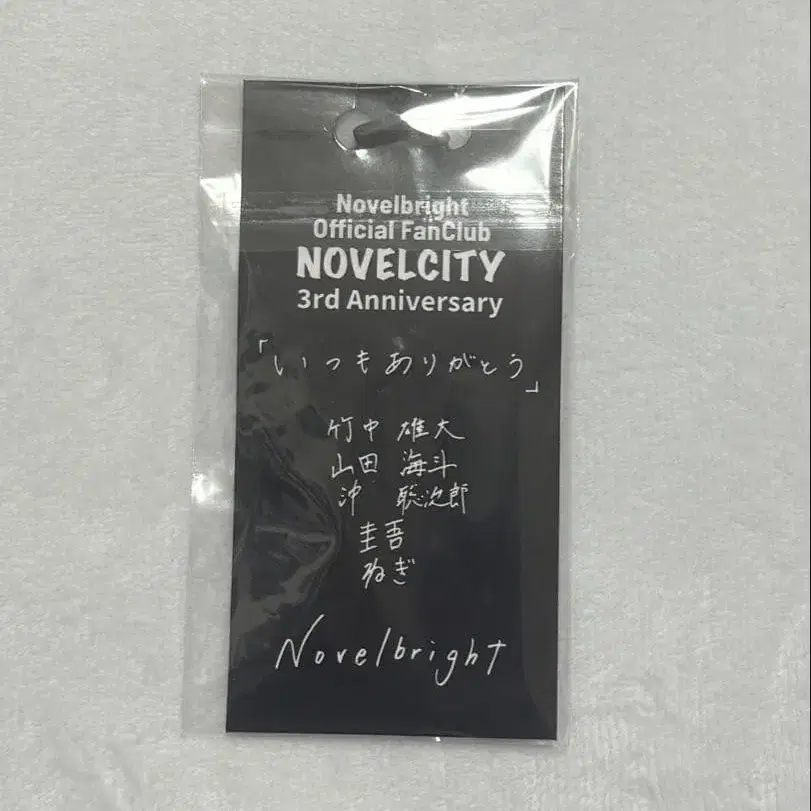 Novelbright
Official FanClub
NOVELCITY
3rd Anniversary
「いつもありがとう」
竹中 雄大
山田 海斗
沖 聡次郎
圭吾
ねぎ
Novelbright